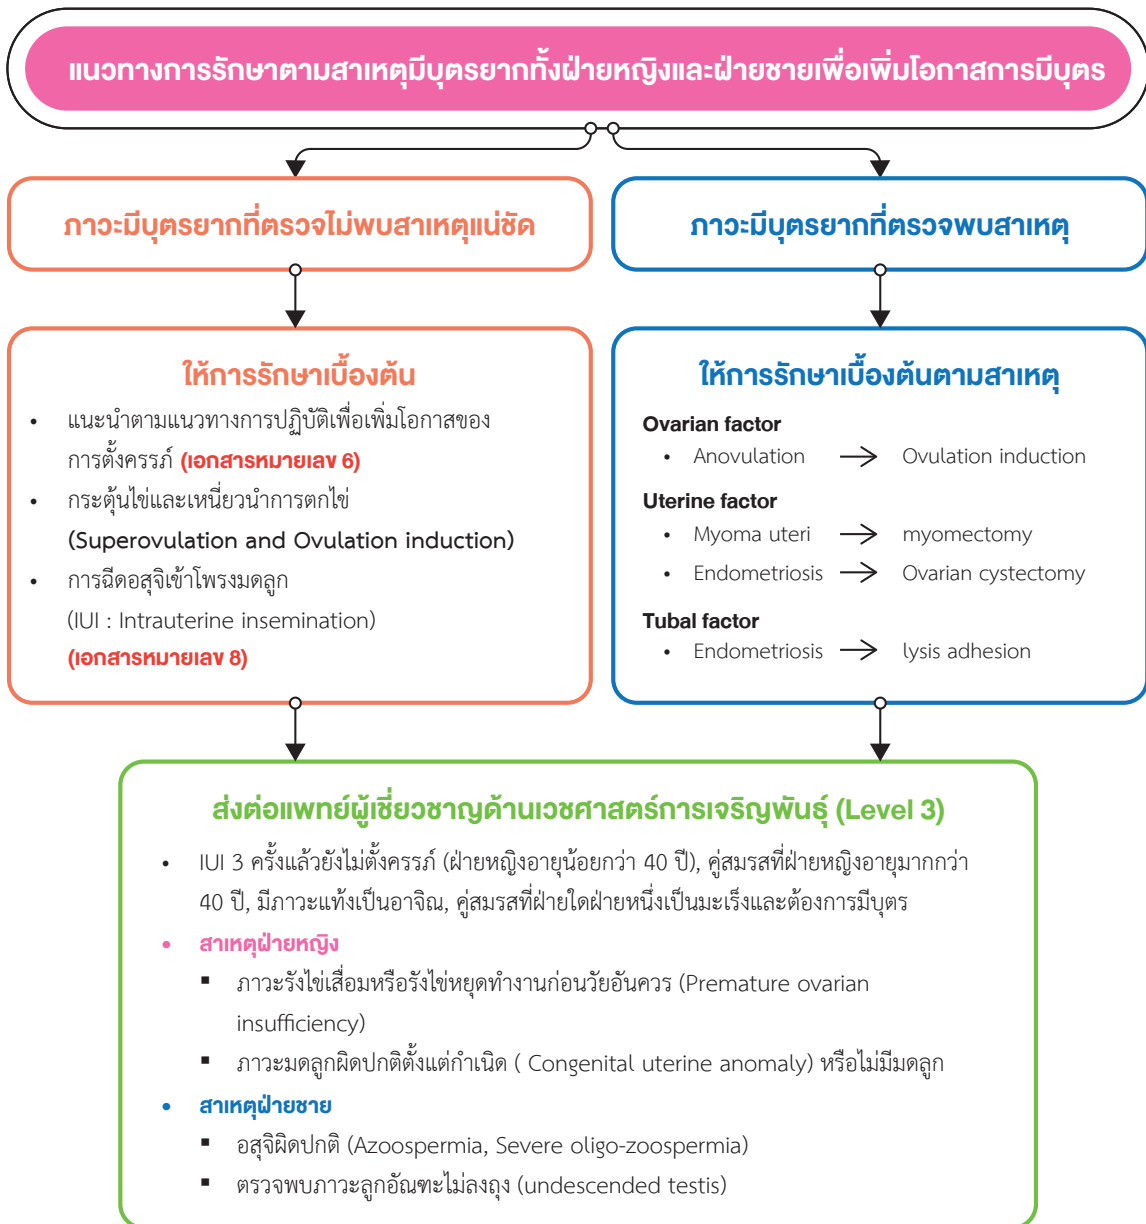 แนวทางการรักษาตามสาเหตุมีบุตรยากทั้งฝ่ายหญิงและฝ่ายชายเพื่อเพิ่มโอกาสการมีบุตร
ภาวะมีบุตรยากที่ตรวจไม่พบสาเหตุแน่ชัด
ให้การรักษาเบื้องต้น
• แนะนำตามแนวทางการปฏิบัติเพื่อเพิ่มโอกาสของ
การตั้งครรภ์ (เอกสารหมายเลข 6)
• กระตุ้นไข่และเหนี่ยวนำการตกไข่
(Superovulation and Ovulation induction)
• การฉีดอสุจิเข้าโพรงมดลูก
(IUI : Intrauterine insemination)
(เอกสารหมายเลข 8)
ภาวะมีบุตรยากที่ตรวจพบสาเหตุ
ให้การรักษาเบื้องต้นตามสาเหตุ
Ovarian factor
• Anovulation → Ovulation induction
Uterine factor
• Myoma uteri → myomectomy
• Endometriosis → Ovarian cystectomy
Tubal factor
• Endometriosis → lysis adhesion
ส่งต่อแพทย์ผู้เชี่ยวชาญด้านเวชศาสตร์การเจริญพันธุ์ (Level 3)
• IUI 3 ครั้งแล้วยังไม่ตั้งครรภ์ (ฝ่ายหญิงอายุน้อยกว่า 40 ปี), คู่สมรสที่ฝ่ายหญิงอายุมากกว่า
40 ปี, มีภาวะแท้งเป็นอาจิณ, คู่สมรสที่ฝ่ายใดฝ่ายหนึ่งเป็นมะเร็งและต้องการมีบุตร
• สาเหตุฝ่ายหญิง
▪ ภาวะรังไข่เสื่อมหรือรังไข่หยุดทำงานก่อนวัยอันควร (Premature ovarian
insufficiency)
▪ ภาวะมดลูกผิดปกติตั้งแต่กำเนิด ( Congenital uterine anomaly) หรือไม่มีมดลูก
• สาเหตุฝ่ายชาย
▪ อสุจิผิดปกติ (Azoospermia, Severe oligo-zoospermia)
▪ ตรวจพบภาวะลูกอัณฑะไม่ลงถุง (undescended testis)